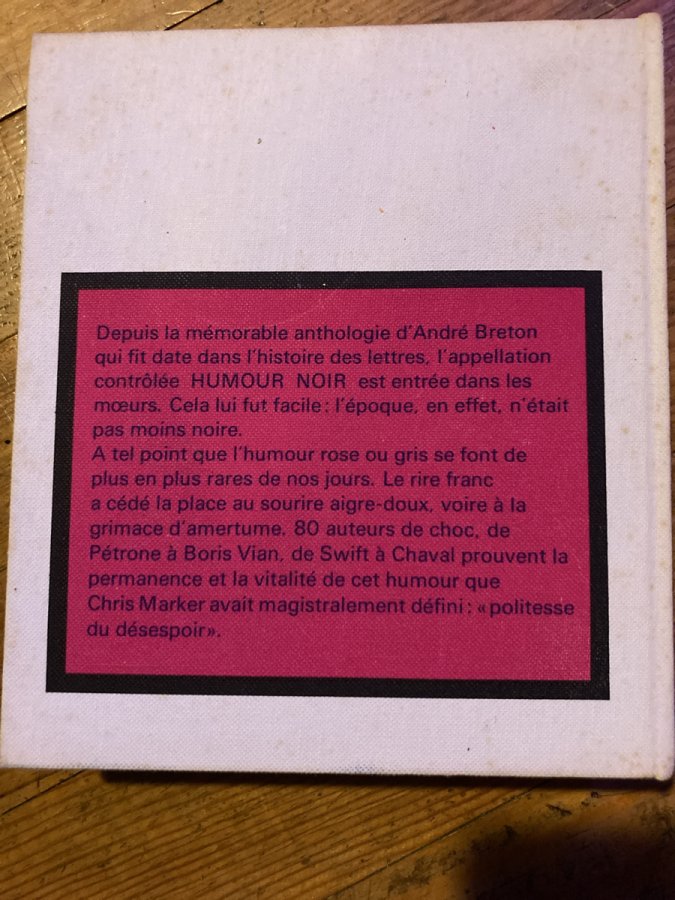 Depuis la mémorable anthologie d'André Breton
qui fit date dans l'histoire des lettres, l'appellation
contrôlée HUMOUR NOIR est entrée dans les
mœurs. Cela lui fut facile : l'époque, en effet, n'était
pas moins noire.
A tel point que l'humour rose ou gris se font de
plus en plus rares de nos jours. Le rire franc
a cédé la place au sourire aigre-doux, voire à la
grimace d'amertume. 80 auteurs de choc, de
Pétrone à Boris Vian, de Swift à Chaval prouvent la
permanence et la vitalité de cet humour que
Chris Marker avait magistralement défini : « politesse
du désespoir».